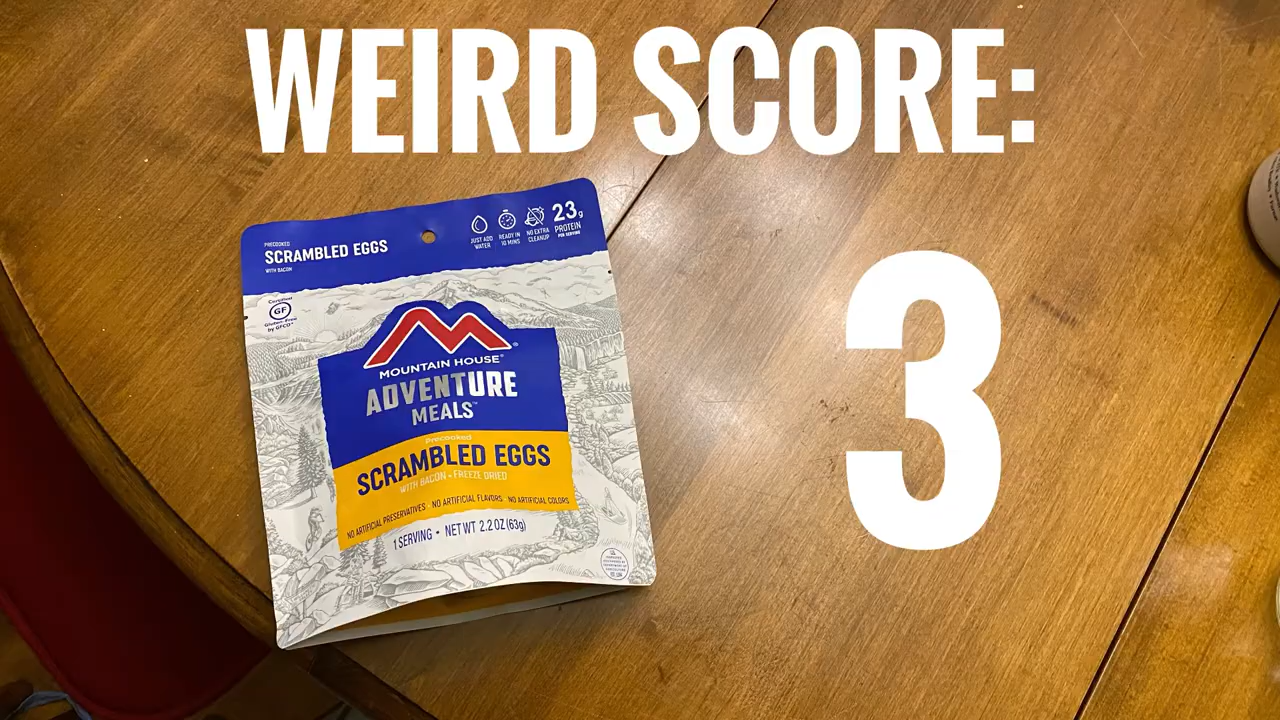 WEIRD SCORE:
3
PRECOOKED
SCRAMBLED EGGS
WITH BACON
JUST ADD
WATER
READY IN
10 MINS
NO EXTRA
CLEANUP
23g
PROTEIN
PER SERVING
Certified
GF
Gluten-Free
by GFCO
MOUNTAIN HOUSE®
ADVENTURE
MEALS™
Precooked
SCRAMBLED EGGS
WITH BACON • FREEZE DRIED
NO ARTIFICIAL PRESERVATIVES NO ARTIFICIAL FLAVORS NO ARTIFICIAL COLORS
1 SERVING • NET WT 2.2 OZ (63g)